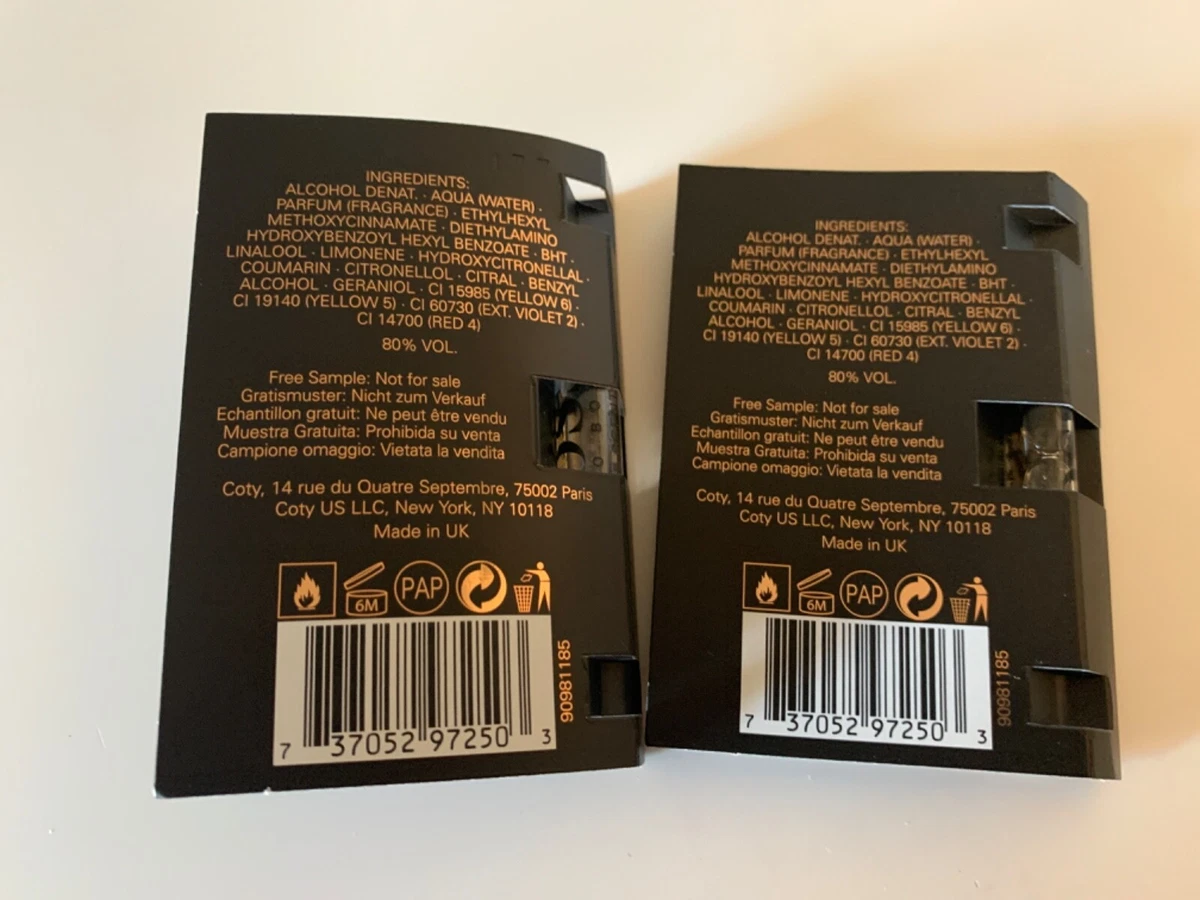 INGREDIENTS:
ALCOHOL DENAT. · AQUA (WATER) ·
PARFUM (FRAGRANCE) · ETHYLHEXYL
METHOXYCINNAMATE · DIETHYLAMINO
HYDROXYBENZOYL HEXYL BENZOATE · BHT ·
LINALOOL · LIMONENE · HYDROXYCITRONELLAL ·
COUMARIN · CITRONELLOL · CITRAL · BENZYL
ALCOHOL · GERANIOL · CI 15985 (YELLOW 6) ·
CI 19140 (YELLOW 5) · CI 60730 (EXT. VIOLET 2) ·
CI 14700 (RED 4)
80% VOL.
Free Sample: Not for sale
Gratismuster: Nicht zum Verkauf
Echantillon gratuit: Ne peut être vendu
Muestra Gratuita: Prohibida su venta
Campione omaggio: Vietata la vendita
Coty, 14 rue du Quatre Septembre, 75002 Paris
Coty US LLC, New York, NY 10118
Made in UK
6M PAP
90981185
7 37052 97250 3
INGREDIENTS:
ALCOHOL DENAT. · AQUA (WATER) ·
PARFUM (FRAGRANCE) · ETHYLHEXYL
METHOXYCINNAMATE · DIETHYLAMINO
HYDROXYBENZOYL HEXYL BENZOATE · BHT ·
LINALOOL · LIMONENE · HYDROXYCITRONELLAL ·
COUMARIN · CITRONELLOL · CITRAL · BENZYL
ALCOHOL · GERANIOL · CI 15985 (YELLOW 6) ·
CI 19140 (YELLOW 5) · CI 60730 (EXT. VIOLET 2) ·
CI 14700 (RED 4)
80% VOL.
Free Sample: Not for sale
Gratismuster: Nicht zum Verkauf
Echantillon gratuit: Ne peut être vendu
Muestra Gratuita: Prohibida su venta
Campione omaggio: Vietata la vendita
Coty, 14 rue du Quatre Septembre, 75002 Paris
Coty US LLC, New York, NY 10118
Made in UK
6M PAP
90981185
7 37052 97250 3